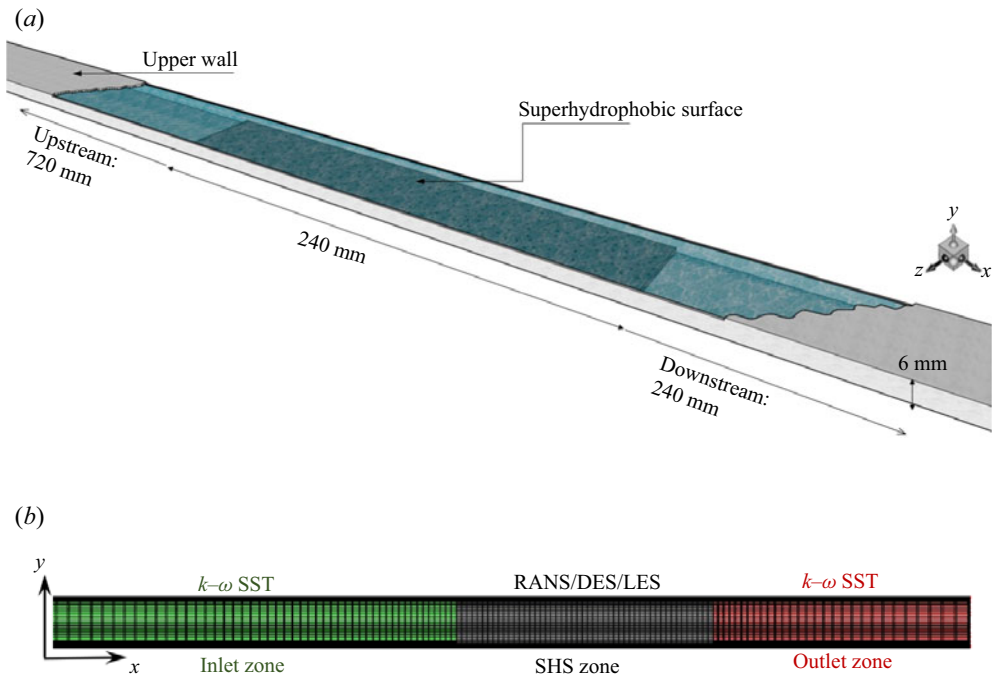 (a)
Upper wall
Superhydrophobic surface
Upstream:
720 mm
240 mm
y
z
x
6 mm
Downstream:
240 mm
(b)
y
k–ω SST
RANS/DES/LES
k–ω SST
x
Inlet zone
SHS zone
Outlet zone